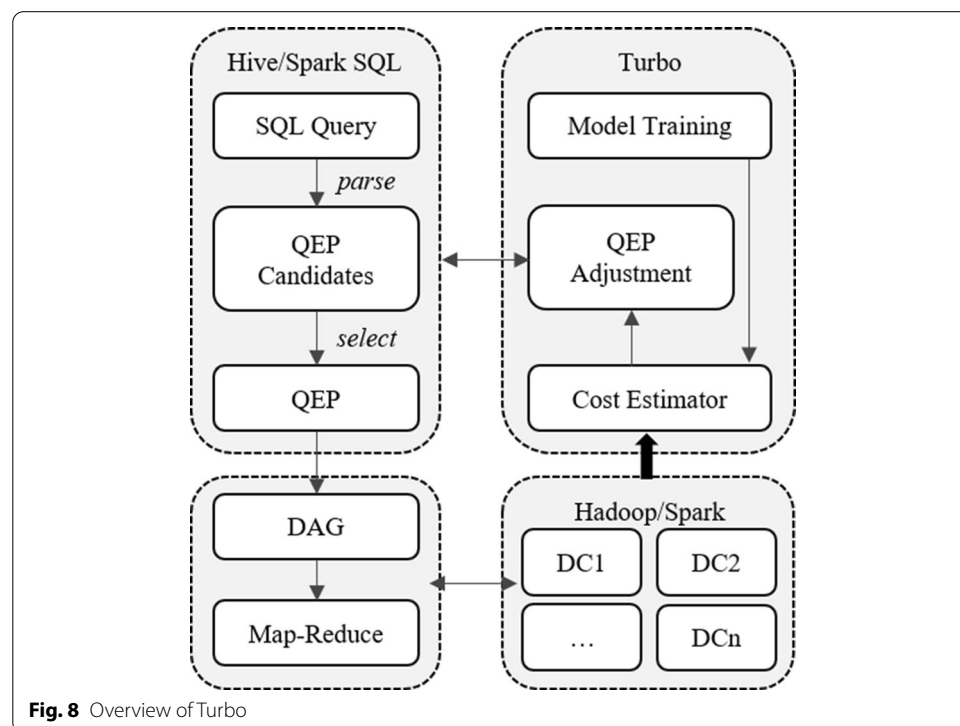 Hive/Spark SQL
SQL Query
parse
QEP
Candidates
select
QEP
Turbo
Model Training
QEP
Adjustment
Cost Estimator
DAG
Map-Reduce
Hadoop/Spark
DC1
DC2
…
DCn
Fig. 8 Overview of Turbo